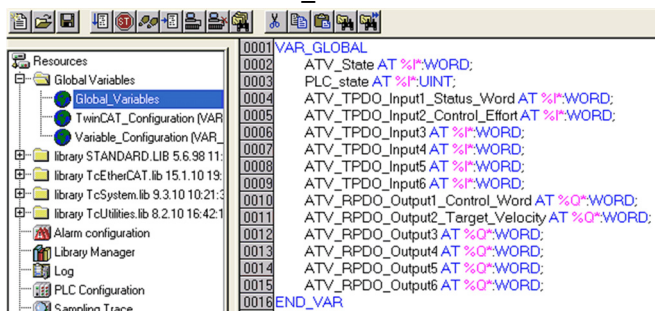 Resources
Global Variables
Global_Variables
TwinCAT_Configuration (VAR
Variable_Configuration (VAR_
library STANDARD.LIB 5.6.98 11:
library TcEtherCAT.lib 15.1.10 19:
library TcSystem.lib 9.3.10 10:21:3
library TcUtilities.lib 8.2.10 16:42:1
Alarm configuration
Library Manager
Log
PLC Configuration
Sampling Trace
0001 VAR_GLOBAL
0002 ATV_State AT %I*:WORD;
0003 PLC_state AT %I*:UINT;
0004 ATV_TPDO_Input1_Status_Word AT %I*:WORD;
0005 ATV_TPDO_Input2_Control_Effort AT %I*:WORD;
0006 ATV_TPDO_Input3 AT %I*:WORD;
0007 ATV_TPDO_Input4 AT %I*:WORD;
0008 ATV_TPDO_Input5 AT %I*:WORD;
0009 ATV_TPDO_Input6 AT %I*:WORD;
0010 ATV_RPDO_Output1_Control_Word AT %Q*:WORD;
0011 ATV_RPDO_Output2_Target_Velocity AT %Q*:WORD;
0012 ATV_RPDO_Output3 AT %Q*:WORD;
0013 ATV_RPDO_Output4 AT %Q*:WORD;
0014 ATV_RPDO_Output5 AT %Q*:WORD;
0015 ATV_RPDO_Output6 AT %Q*:WORD;
0016 END_VAR